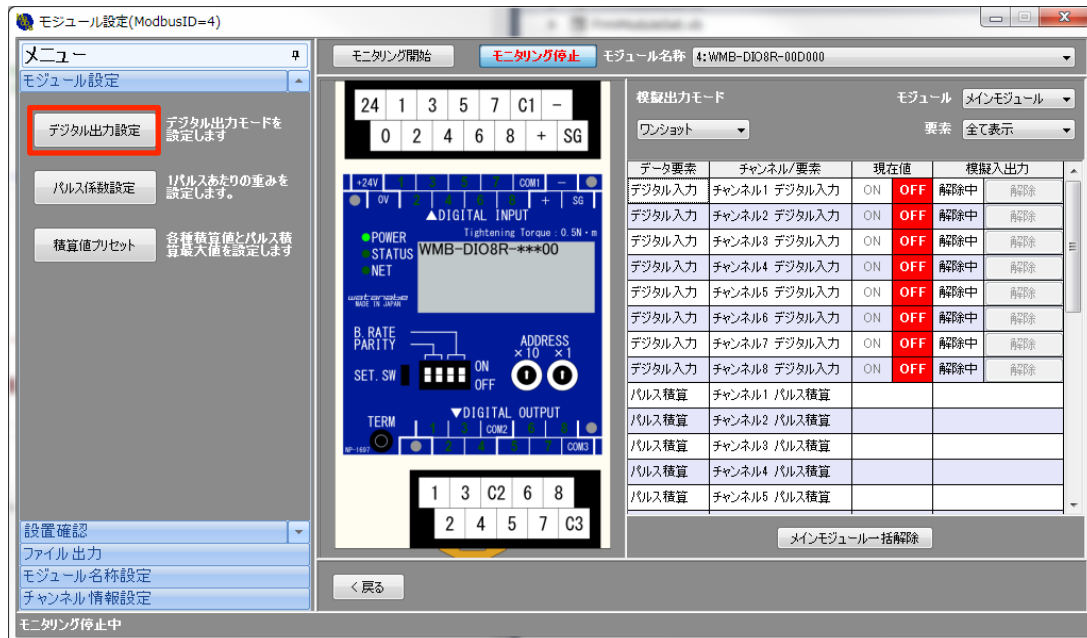 モジュール設定(ModbusID=4)
メニュー
モジュール設定
デジタル出力設定
デジタル出力モードを
設定します
パルス係数設定
1パルスあたりの重みを
設定します。
積算値プリセット
各種積算値とパルス積
算最大値を設定します
設置確認
ファイル出力
モジュール名称設定
チャンネル情報設定
モニタリング停止中
モニタリング開始
モニタリング停止
モジュール名称 4:WMB-DIO8R-00D000
24 1 3 5 7 C1 -
0 2 4 6 8 + SG
+24V 1 3 5 7 COM1 -
0V 2 4 6 8 + SG
▲DIGITAL INPUT
Tightening Torque : 0.5N・m
POWER
STATUS
NET
WMB-DIO8R-***00
watanabe
MADE IN JAPAN
B.RATE
PARITY
ADDRESS
×10 ×1
SET.SW
ON
OFF
▼DIGITAL OUTPUT
TERM
1 3 COM2 6 8
NP-1697
2 4 5 7 COM3
1 3 C2 6 8
2 4 5 7 C3
< 戻る
模擬出力モード
モジュール メインモジュール
ワンショット
要素 全て表示
データ要素 チャンネル/要素 現在値 模擬入出力
デジタル入力 チャンネル1 デジタル入力 ON OFF 解除中 解除
デジタル入力 チャンネル2 デジタル入力 ON OFF 解除中 解除
デジタル入力 チャンネル3 デジタル入力 ON OFF 解除中 解除
デジタル入力 チャンネル4 デジタル入力 ON OFF 解除中 解除
デジタル入力 チャンネル5 デジタル入力 ON OFF 解除中 解除
デジタル入力 チャンネル6 デジタル入力 ON OFF 解除中 解除
デジタル入力 チャンネル7 デジタル入力 ON OFF 解除中 解除
デジタル入力 チャンネル8 デジタル入力 ON OFF 解除中 解除
パルス積算 チャンネル1 パルス積算
パルス積算 チャンネル2 パルス積算
パルス積算 チャンネル3 パルス積算
パルス積算 チャンネル4 パルス積算
パルス積算 チャンネル5 パルス積算
メインモジュール一括解除